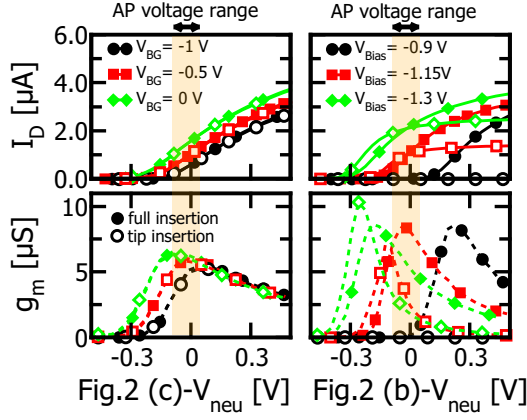 AP voltage range AP voltage range
6.0
4.0
2.0
0.0
I_D [μA]
V_BG = -1 V
V_BG = -0.5 V
V_BG = 0 V
V_Bias = -0.9 V
V_Bias = -1.15V
V_Bias = -1.3 V
10
5
0
g_m [μS]
full insertion
tip insertion
-0.3 0 0.3 -0.3 0 0.3
Fig.2 (c)-V_neu [V] Fig.2 (b)-V_neu [V]